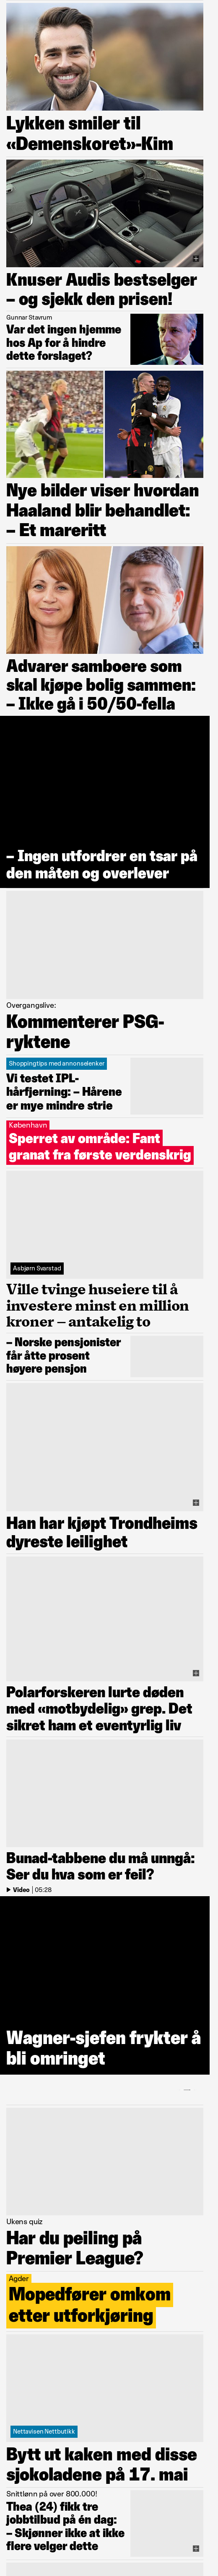 Lykken smiler til
«Demenskoret»-Kim
Knuser Audis bestselger
– og sjekk den prisen!
Gunnar Stavrum
Var det ingen hjemme
hos Ap for å hindre
dette forslaget?
Nye bilder viser hvordan
Haaland blir behandlet:
– Et mareritt
Advarer samboere som
skal kjøpe bolig sammen:
– Ikke gå i 50/50-fella
– Ingen utfordrer en tsar på
den måten og overlever
Overgangslive:
Kommenterer PSG-
ryktene
Shoppingtips med annonselenker
Vi testet IPL-
hårfjerning: – Hårene
er mye mindre strie
København
Sperret av område: Fant
granat fra første verdenskrig
Asbjørn Svarstad
Ville tvinge huseiere til å
investere minst en million
kroner – antakelig to
– Norske pensjonister
får åtte prosent
høyere pensjon
Han har kjøpt Trondheims
dyreste leilighet
Polarforskeren lurte døden
med «motbydelig» grep. Det
sikret ham et eventyrlig liv
Bunad-tabbene du må unngå:
Ser du hva som er feil?
Video | 05:28
Wagner-sjefen frykter å
bli omringet
Ukens quiz
Har du peiling på
Premier League?
Agder
Mopedfører omkom
etter utforkjøring
Nettavisen Nettbutikk
Bytt ut kaken med disse
sjokoladene på 17. mai
Snittlønn på over 800.000!
Thea (24) fikk tre
jobbtilbud på én dag:
– Skjønner ikke at ikke
flere velger dette